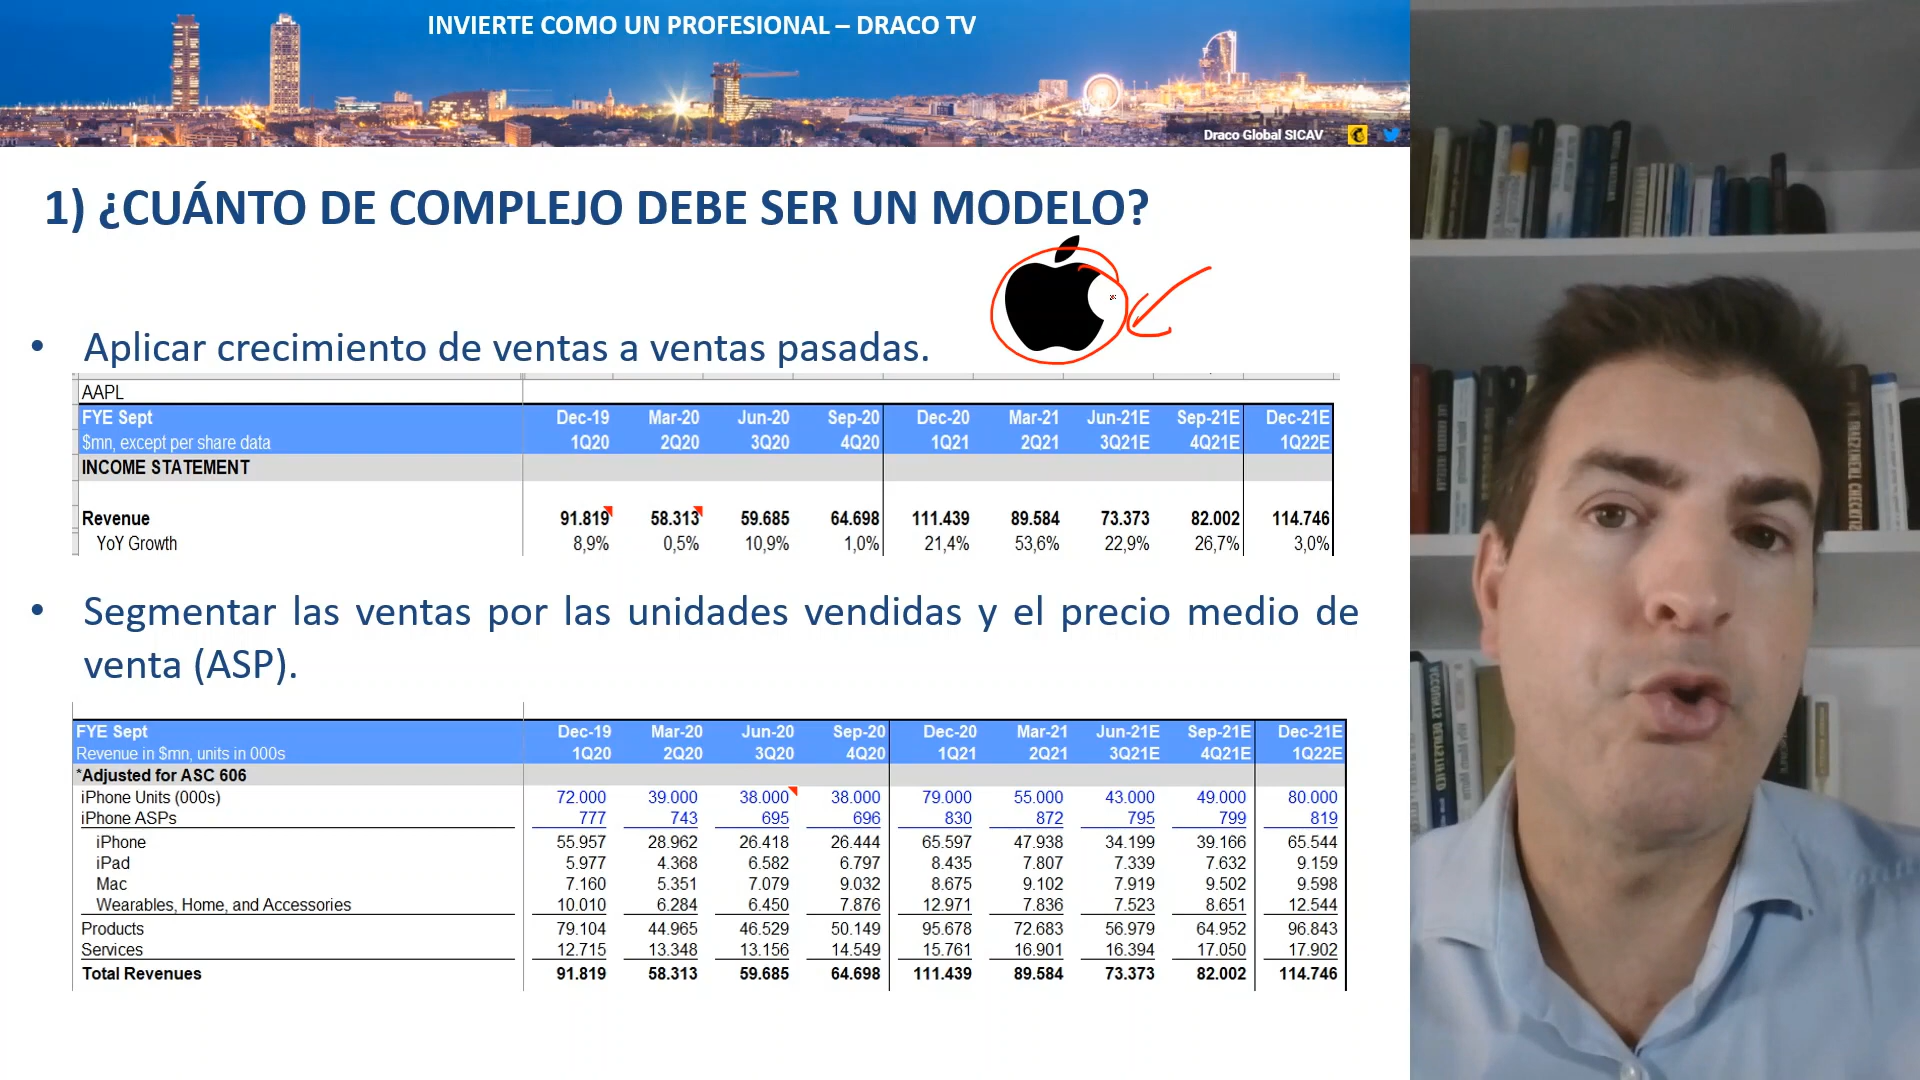 INVIERTE COMO UN PROFESIONAL – DRACO TV
Draco Global SICAV
1) ¿CUÁNTO DE COMPLEJO DEBE SER UN MODELO?
• Aplicar crecimiento de ventas a ventas pasadas.
AAPL
FYE Sept Dec-19 Mar-20 Jun-20 Sep-20 Dec-20 Mar-21 Jun-21E Sep-21E Dec-21E
$mn, except per share data 1Q20 2Q20 3Q20 4Q20 1Q21 2Q21 3Q21E 4Q21E 1Q22E
INCOME STATEMENT
Revenue 91.819 58.313 59.685 64.698 111.439 89.584 73.373 82.002 114.746
YoY Growth 8,9% 0,5% 10,9% 1,0% 21,4% 53,6% 22,9% 26,7% 3,0%
• Segmentar las ventas por las unidades vendidas y el precio medio de
venta (ASP).
FYE Sept Dec-19 Mar-20 Jun-20 Sep-20 Dec-20 Mar-21 Jun-21E Sep-21E Dec-21E
Revenue in $mn, units in 000s 1Q20 2Q20 3Q20 4Q20 1Q21 2Q21 3Q21E 4Q21E 1Q22E
*Adjusted for ASC 606
iPhone Units (000s) 72.000 39.000 38.000 38.000 79.000 55.000 43.000 49.000 80.000
iPhone ASPs 777 743 695 696 830 872 795 799 819
iPhone 55.957 28.962 26.418 26.444 65.597 47.938 34.199 39.166 65.544
iPad 5.977 4.368 6.582 6.797 8.435 7.807 7.339 7.632 9.159
Mac 7.160 5.351 7.079 9.032 8.675 9.102 7.919 9.502 9.598
Wearables, Home, and Accessories 10.010 6.284 6.450 7.876 12.971 7.836 7.523 8.651 12.544
Products 79.104 44.965 46.529 50.149 95.678 72.683 56.979 64.952 96.843
Services 12.715 13.348 13.156 14.549 15.761 16.901 16.394 17.050 17.902
Total Revenues 91.819 58.313 59.685 64.698 111.439 89.584 73.373 82.002 114.746